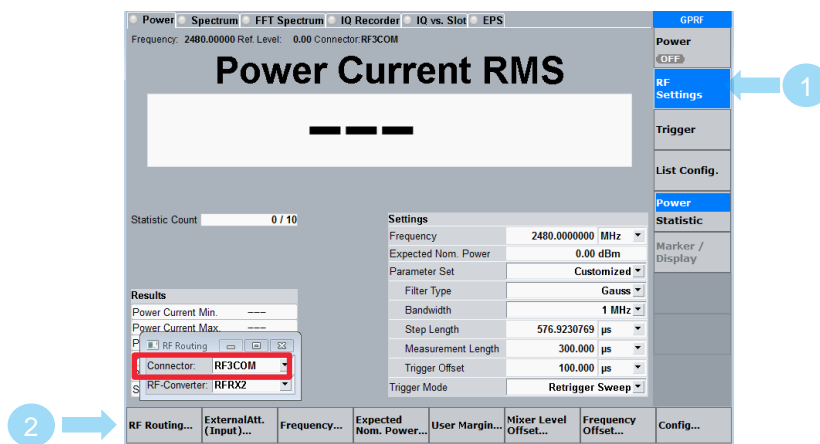 Power Spectrum FFT Spectrum IQ Recorder IQ vs. Slot EPS
GPRF
Frequency: 2480.00000 Ref. Level: 0.00 Connector:RF3COM
Power Current RMS
---
Power
OFF
RF
Settings
1
Trigger
List Config.
Power
Statistic
Marker /
Display
Statistic Count 0 / 10
Settings
Frequency 2480.0000000 MHz
Expected Nom. Power 0.00 dBm
Parameter Set Customized
Filter Type Gauss
Bandwidth 1 MHz
Step Length 576.9230769 µs
Measurement Length 300.000 µs
Trigger Offset 100.000 µs
Trigger Mode Retrigger Sweep
Results
Power Current Min. ---
Power Current Max. ---
P
RF Routing
Connector: RF3COM
RF-Converter: RFRX2
S
2
RF Routing...
ExternalAtt.
(Input)...
Frequency...
Expected
Nom. Power...
User Margin...
Mixer Level
Offset...
Frequency
Offset...
Config...